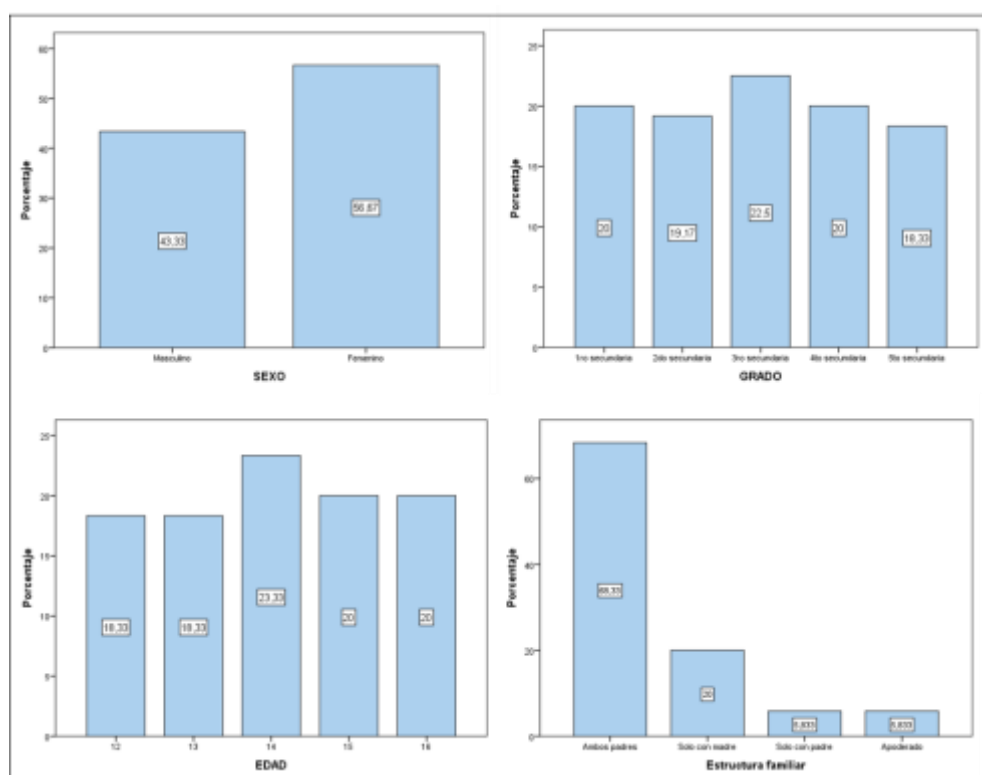 Porcentaje
60
50
40
30
20
10
0
43,33
56,67
Masculino
Femenino
SEXO
Porcentaje
25
20
15
10
5
0
20
19,17
22,5
20
18,33
1ro secundaria
2do secundaria
3ro secundaria
4to secundaria
5to secundaria
GRADO
Porcentaje
25
20
15
10
5
0
18,33
18,33
23,33
20
20
12
13
14
15
16
EDAD
Porcentaje
60
40
20
0
68,33
20
5,833
5,833
Ambos padres
Solo con madre
Solo con padre
Apoderado
Estructura familiar